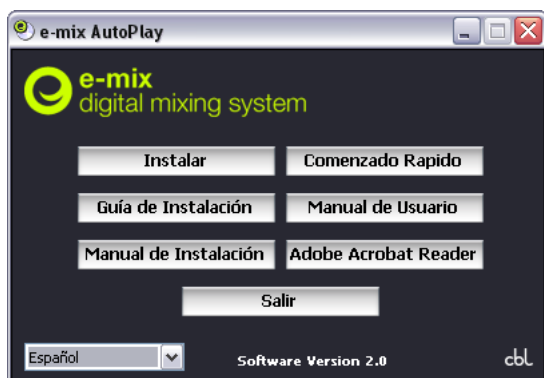 e-mix AutoPlay
e-mix
digital mixing system
Instalar
Comenzado Rapido
Guía de Instalación
Manual de Usuario
Manual de Instalación
Adobe Acrobat Reader
Salir
Español
Software Version 2.0
cbl